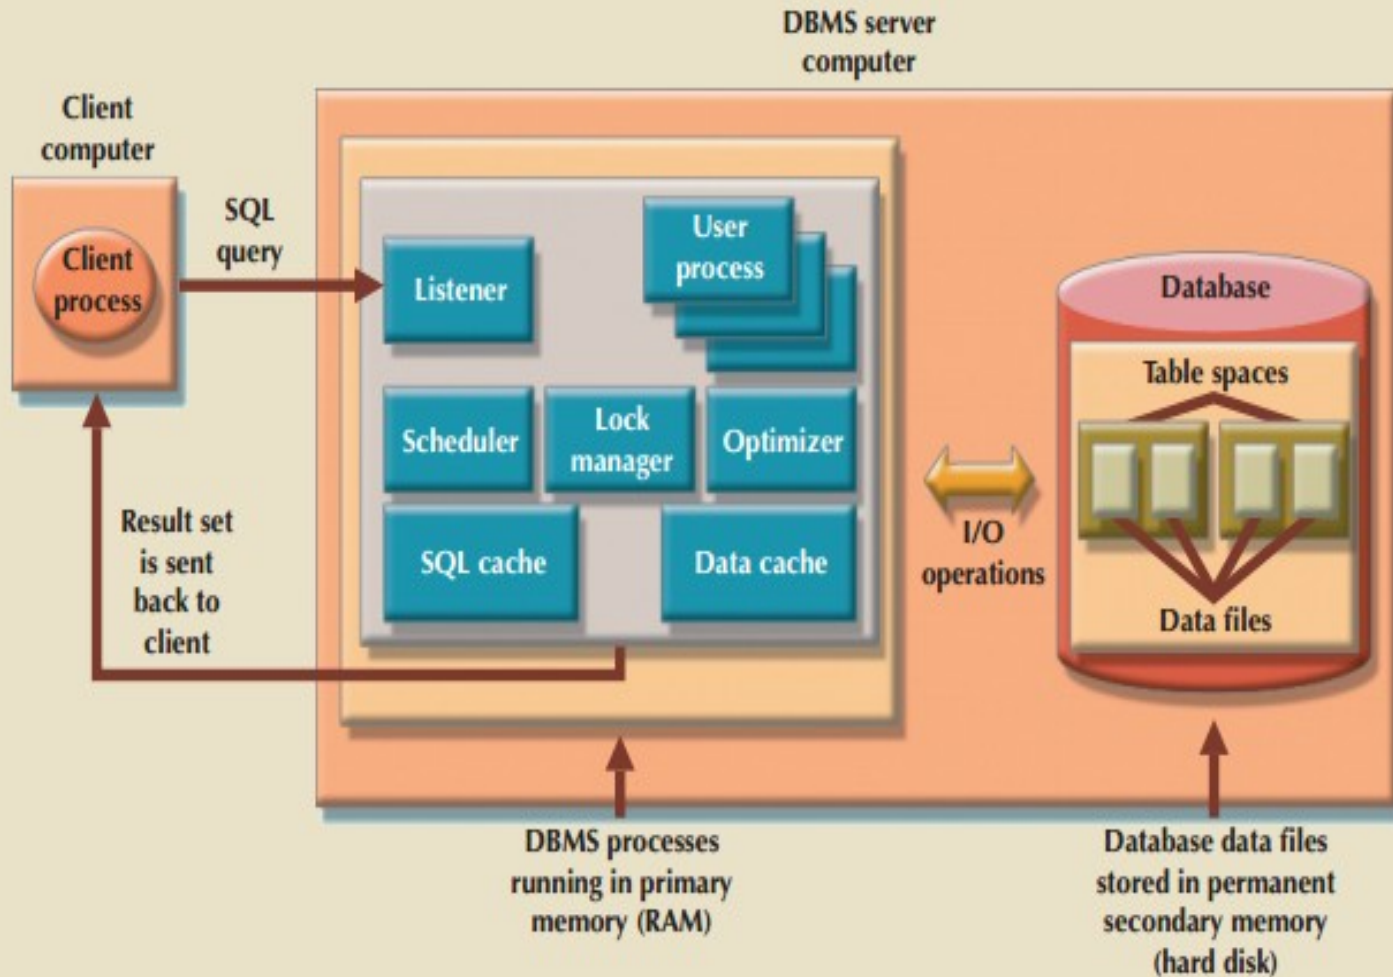 DBMS server
computer
Client
computer
SQL
query
Client
process
Listener
User
process
Scheduler
Lock
manager
Optimizer
SQL cache
Data cache
Result set
is sent
back to
client
I/O
operations
Database
Table spaces
Data files
DBMS processes
running in primary
memory (RAM)
Database data files
stored in permanent
secondary memory
(hard disk)